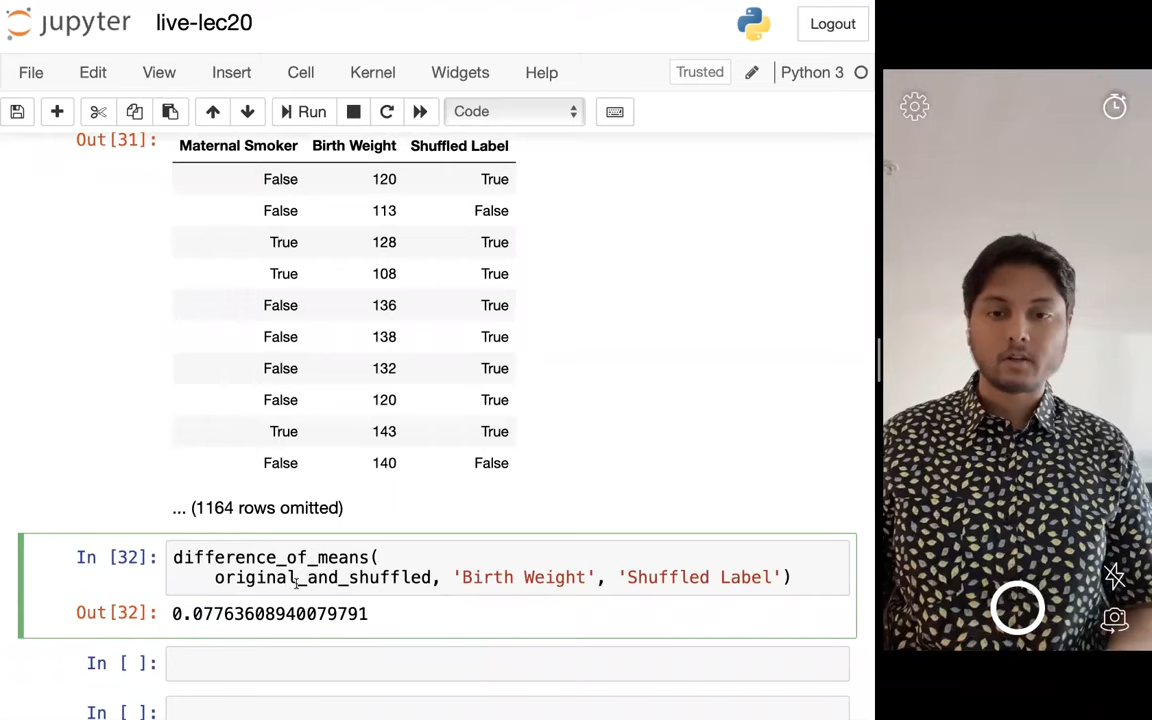 jupyter live-lec20 Logout
File Edit View Insert Cell Kernel Widgets Help Trusted Python 3
Run Code
Out[31]:
Maternal Smoker Birth Weight Shuffled Label
False 120 True
False 113 False
True 128 True
True 108 True
False 136 True
False 138 True
False 132 True
False 120 True
True 143 True
False 140 False
... (1164 rows omitted)
In [32]: difference_of_means(
original_and_shuffled, 'Birth Weight', 'Shuffled Label')
Out[32]: 0.07763608940079791
In [ ]:
In [ ]: